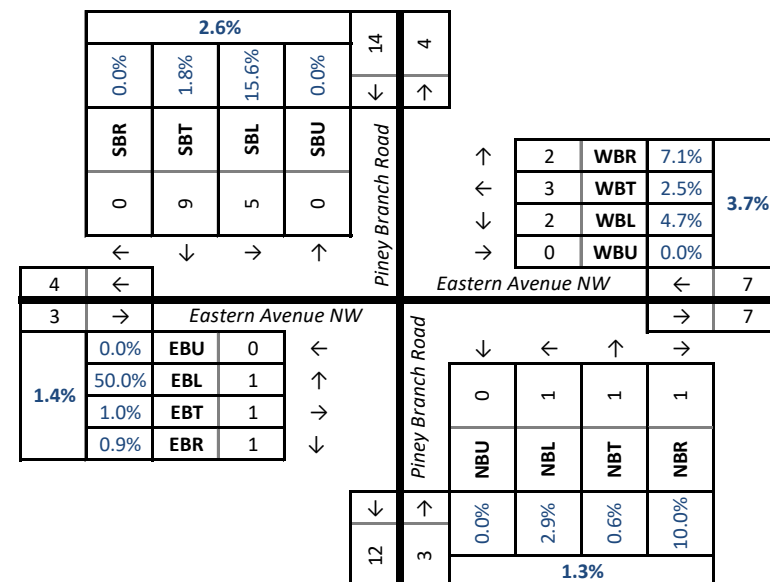 2.6%
14
4
0.0%
1.8%
15.6%
0.0%
↓
↑
SBR
SBT
SBL
SBU
0
9
5
0
Piney Branch Road
← ↓ → ↑
↑ 2 WBR 7.1%
← 3 WBT 2.5%
↓ 2 WBL 4.7%
→ 0 WBU 0.0%
3.7%
4 ←
Eastern Avenue NW
← 7
3 →
Eastern Avenue NW
→ 7
1.4%
0.0% EBU 0 ←
50.0% EBL 1 ↑
1.0% EBT 1 →
0.9% EBR 1 ↓
Piney Branch Road
↓ ← ↑ →
0
1
1
1
NBU
NBL
NBT
NBR
↓
↑
0.0%
2.9%
0.6%
10.0%
12
3
1.3%